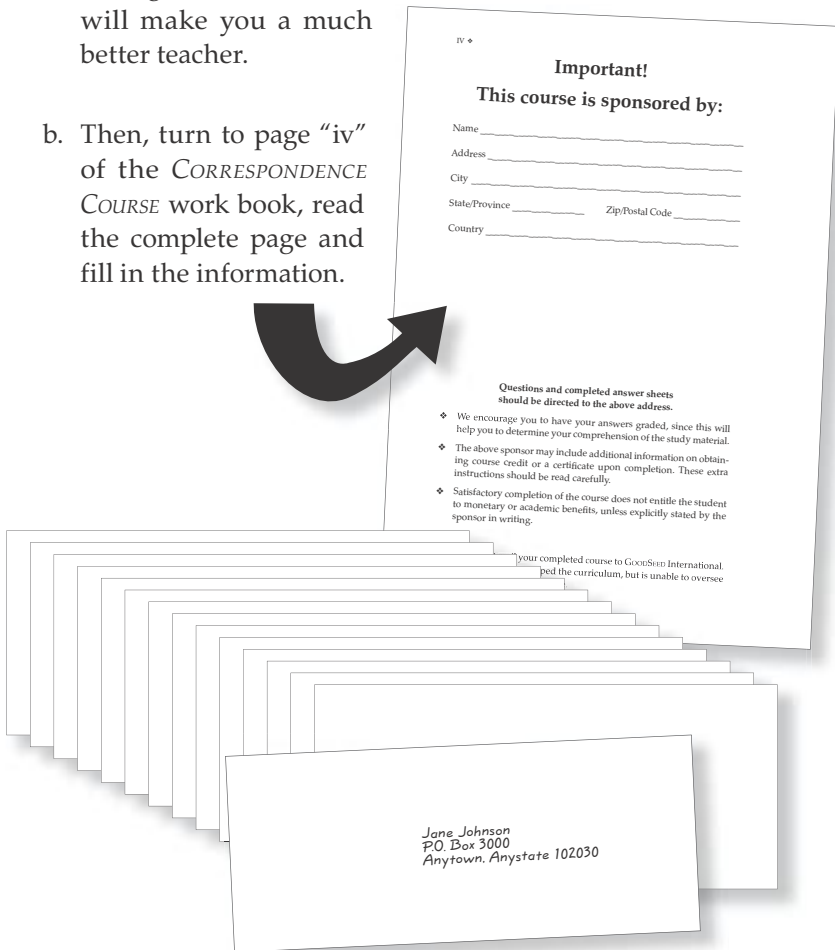 will make you a much
better teacher.
b. Then, turn to page “iv”
of the CORRESPONDENCE
COURSE work book, read
the complete page and
fill in the information.
IV ❖
Important!
This course is sponsored by:
Name
Address
City
State/Province Zip/Postal Code
Country
Questions and completed answer sheets
should be directed to the above address.
❖ We encourage you to have your answers graded, since this will
help you to determine your comprehension of the study material.
❖ The above sponsor may include additional information on obtain-
ing course credit or a certificate upon completion. These extra
instructions should be read carefully.
❖ Satisfactory completion of the course does not entitle the student
to monetary or academic benefits, unless explicitly stated by the
sponsor in writing.
your completed course to GOODSEED International.
the curriculum, but is unable to oversee
Jane Johnson
P.O. Box 3000
Anytown, Anystate 102030